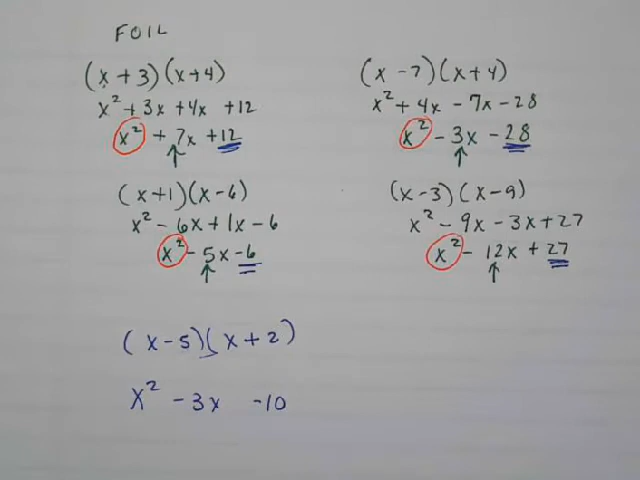 FOIL
(x + 3)(x + 4)
x² + 3x + 4x + 12
x² + 7x + 12
(x - 7)(x + 4)
x² + 4x - 7x - 28
x² - 3x - 28
(x + 1)(x - 6)
x² - 6x + 1x - 6
x² - 5x - 6
(x - 3)(x - 9)
x² - 9x - 3x + 27
x² - 12x + 27
(x - 5)(x + 2)
x² - 3x - 10